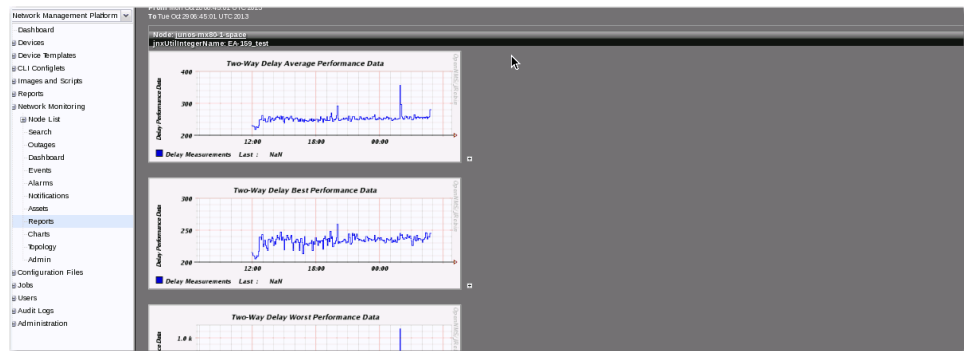 Network Management Platform
Dashboard
Devices
Device Templates
CLI Configlets
Images and Scripts
Reports
Network Monitoring
Node List
Search
Outages
Dashboard
Events
Alarms
Notifications
Assets
Reports
Charts
Topology
Admin
Configuration Files
Jobs
Users
Audit Logs
Administration
To Tue Oct 29 06:45:01 UTC 2013
Node: junos-mx80-1-space
jnxUtilIntegerName: EA-159_test
Two-Way Delay Average Performance Data
Delay Performance Data
400
300
200
12:00 18:00 00:00
Delay Measurements Last : NaN
Two-Way Delay Best Performance Data
Delay Performance Data
300
250
200
12:00 18:00 00:00
Delay Measurements Last : NaN
Two-Way Delay Worst Performance Data
1.0 k